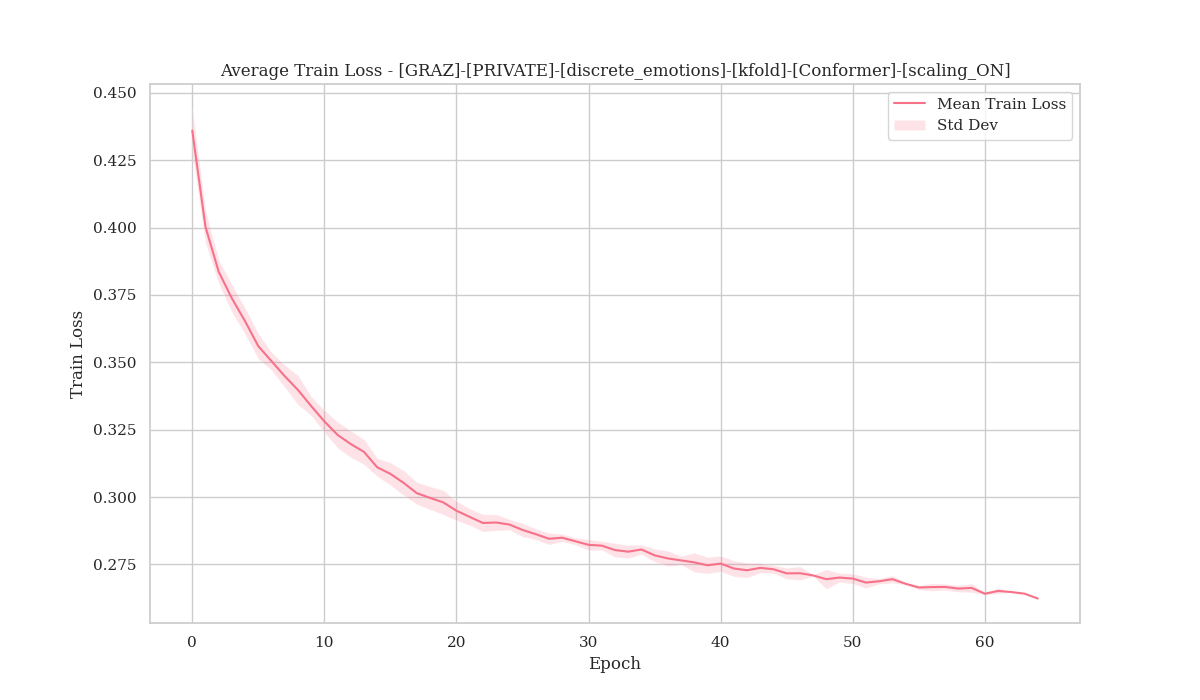 Average Train Loss - [GRAZ]-[PRIVATE]-[discrete_emotions]-[kfold]-[Conformer]-[scaling_ON]
Mean Train Loss
Std Dev
Train Loss
0.450
0.425
0.400
0.375
0.350
0.325
0.300
0.275
0 10 20 30 40 50 60
Epoch